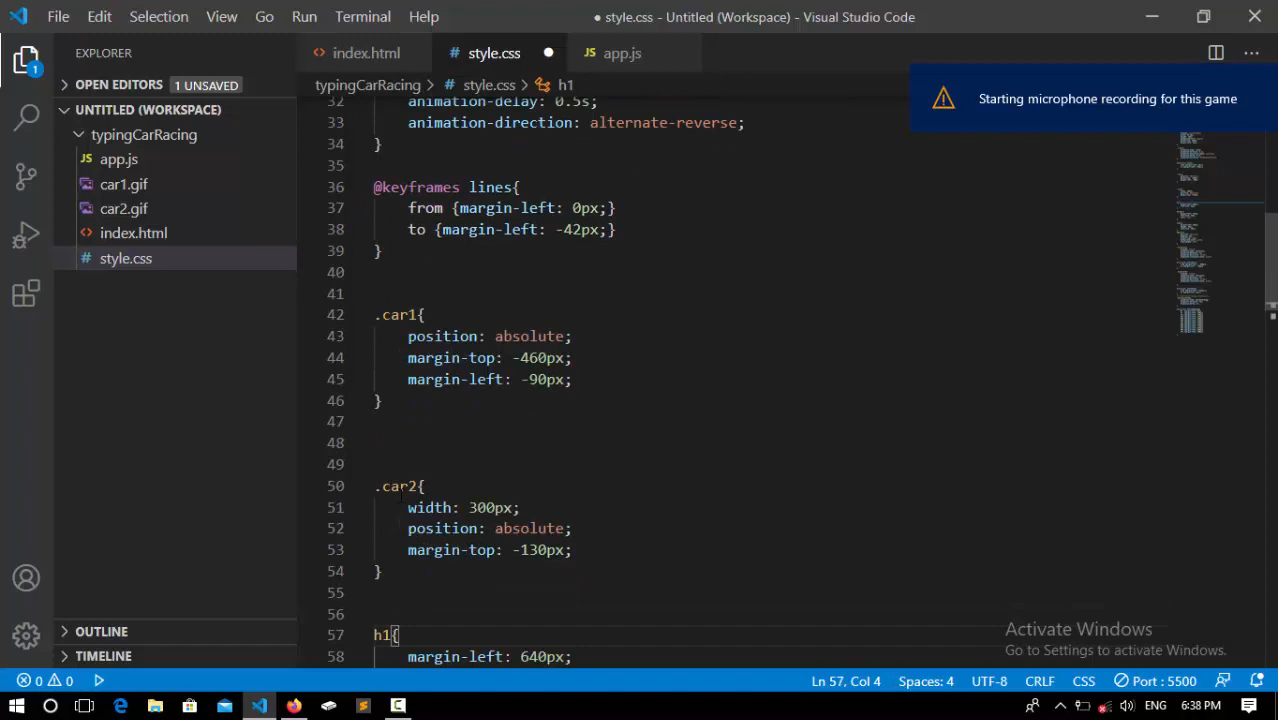 File Edit Selection View Go Run Terminal Help
● style.css - Untitled (Workspace) - Visual Studio Code
EXPLORER
index.html
style.css
app.js
OPEN EDITORS 1 UNSAVED
typingCarRacing > style.css > h1
Starting microphone recording for this game
1
UNTITLED (WORKSPACE)
typingCarRacing
app.js
car1.gif
car2.gif
index.html
style.css
32 animation-delay: 0.5s;
33 animation-direction: alternate-reverse;
34 }
35
36 @keyframes lines{
37 from {margin-left: 0px;}
38 to {margin-left: -42px;}
39 }
40
41
42 .car1{
43 position: absolute;
44 margin-top: -460px;
45 margin-left: -90px;
46 }
47
48
49
50 .car2{
51 width: 300px;
52 position: absolute;
53 margin-top: -130px;
54 }
55
56
57 h1{
58 margin-left: 640px;
OUTLINE
TIMELINE
Activate Windows
Go to Settings to activate Windows.
0 0 Ln 57, Col 4 Spaces: 4 UTF-8 CRLF CSS Port : 5500
ENG 6:38 PM